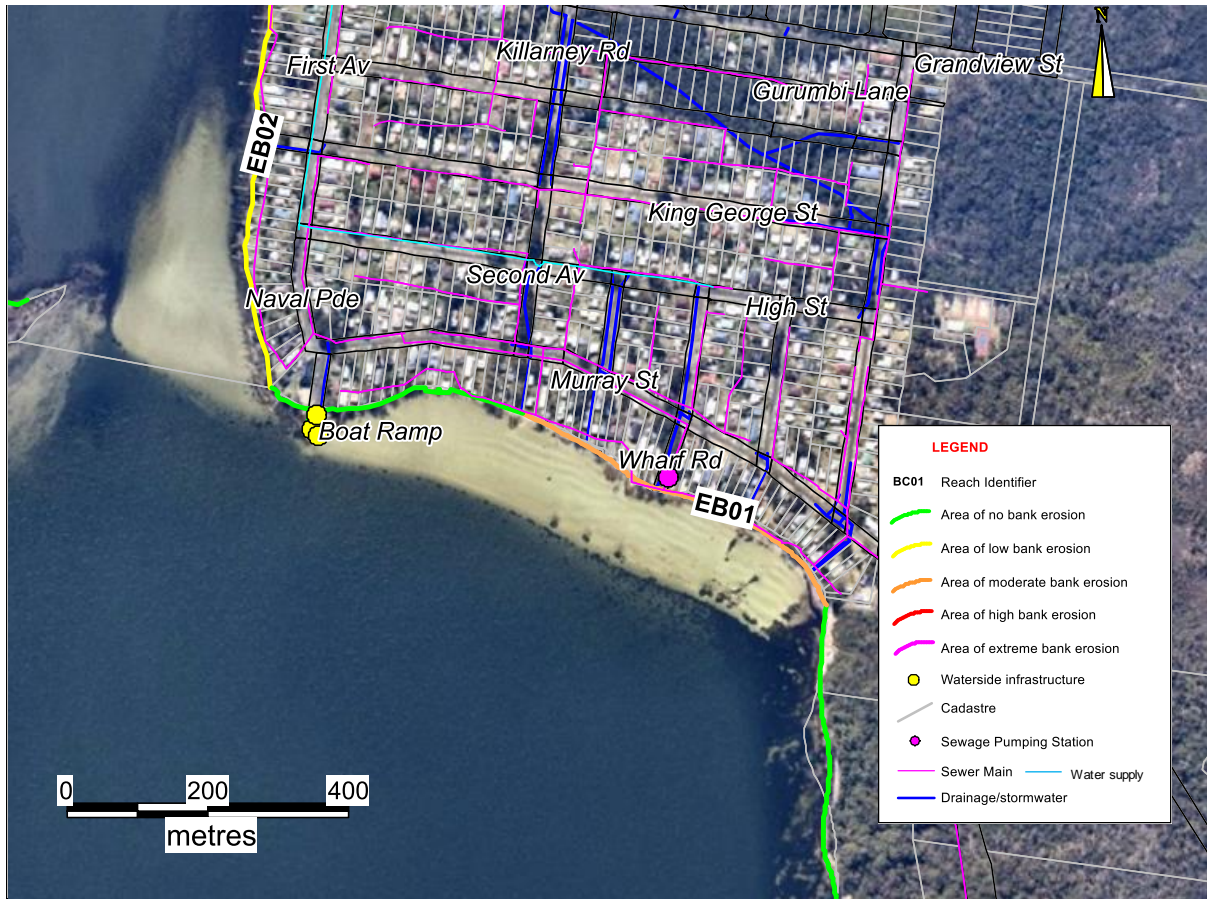 N
Killarney Rd
First Av
Grandview St
Gurumbi Lane
EB02
King George St
Second Av
Naval Pde
High St
Murray St
Boat Ramp
Wharf Rd
EB01
LEGEND
BC01 Reach Identifier
Area of no bank erosion
Area of low bank erosion
Area of moderate bank erosion
Area of high bank erosion
Area of extreme bank erosion
Waterside infrastructure
Cadastre
Sewage Pumping Station
Sewer Main Water supply
Drainage/stormwater
0 200 400
metres